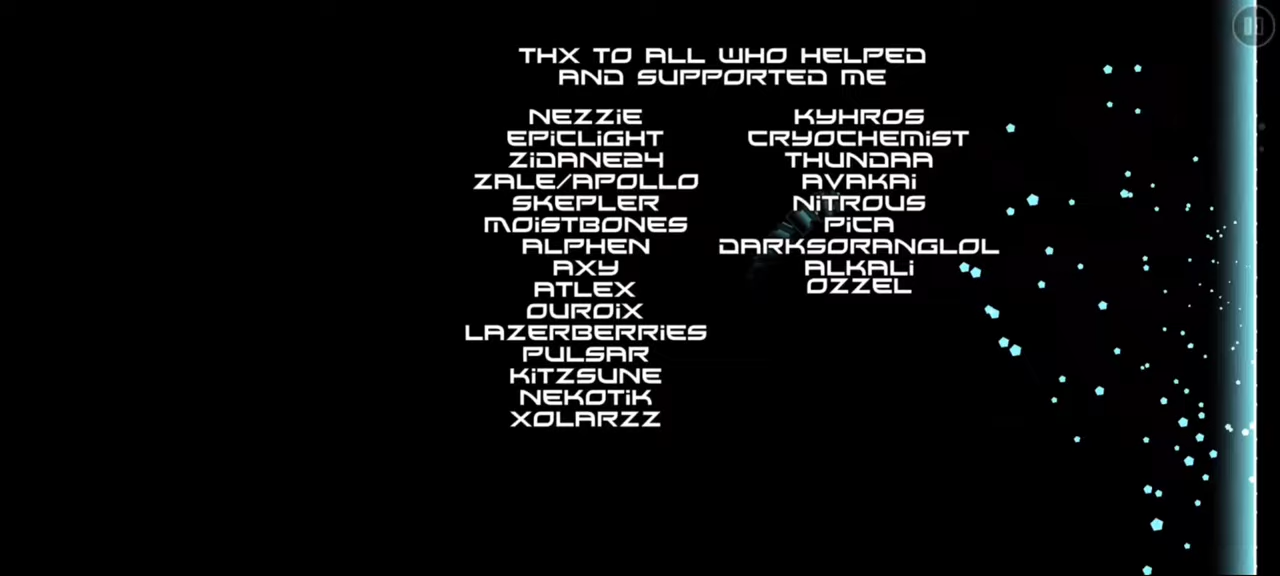 THX TO ALL WHO HELPED
AND SUPPORTED ME
NEZZiE
EPiCLiGHT
ZiDANE24
ZALE/APOLLO
SKEPLER
MOiSTBONES
ALPHEN
AXY
ATLEX
OUROiX
LAZERBERRiES
PULSAR
KiTZSUNE
NEKOTiK
XOLARZZ
KYHROS
CRYOCHEMiST
THUNDAA
AVAKAi
NiTROUS
PiCA
DARKSORANGLOL
ALKALi
OZZEL